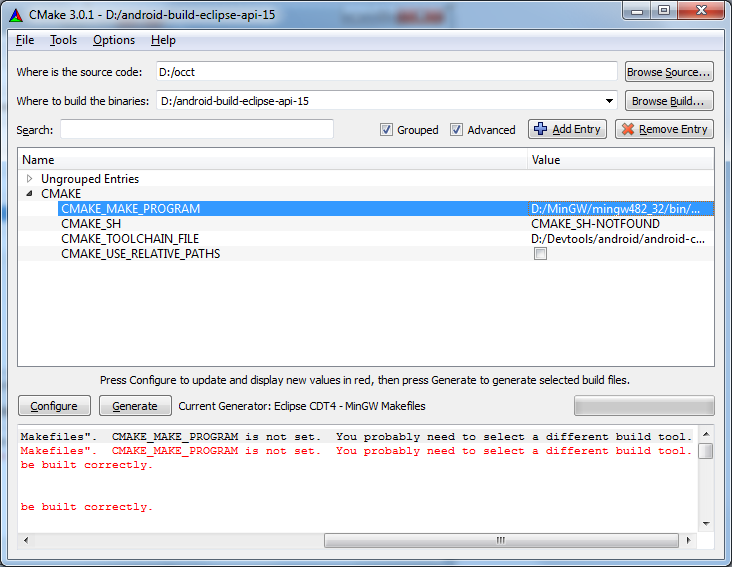 CMake 3.0.1 - D:/android-build-eclipse-api-15
File Tools Options Help
Where is the source code: D:/occt Browse Source...
Where to build the binaries: D:/android-build-eclipse-api-15 Browse Build...
Search: Grouped Advanced Add Entry Remove Entry
Name Value
Ungrouped Entries
CMAKE
CMAKE_MAKE_PROGRAM D:/MinGW/mingw482_32/bin/...
CMAKE_SH CMAKE_SH-NOTFOUND
CMAKE_TOOLCHAIN_FILE D:/Devtools/android/android-c...
CMAKE_USE_RELATIVE_PATHS
Press Configure to update and display new values in red, then press Generate to generate selected build files.
Configure Generate Current Generator: Eclipse CDT4 - MinGW Makefiles
Makefiles". CMAKE_MAKE_PROGRAM is not set. You probably need to select a different build tool.
Makefiles". CMAKE_MAKE_PROGRAM is not set. You probably need to select a different build tool.
be built correctly.
be built correctly.